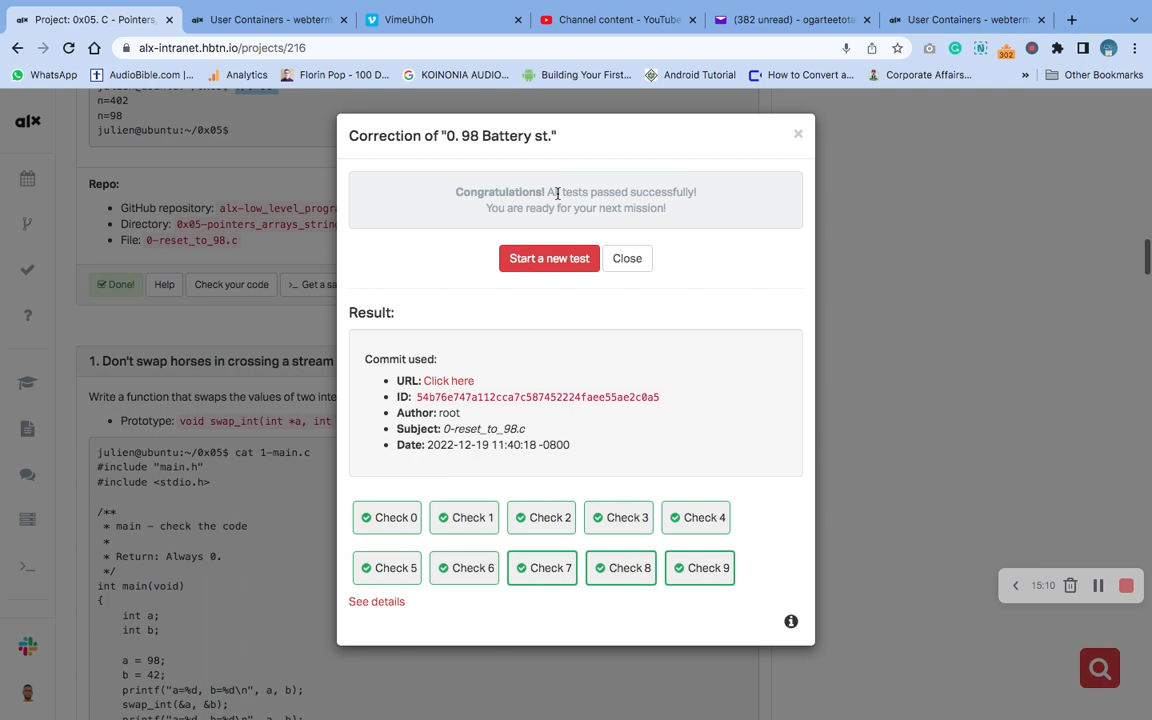 Project: 0x05. C - Pointers,
User Containers - webterm
VimeUhOh
Channel content - YouTube
(382 unread) - ogarteetota
User Containers - webterm
alx-intranet.hbtn.io/projects/216
302
WhatsApp
AudioBible.com |...
Analytics
Florin Pop - 100 D...
KOINONIA AUDIO...
Building Your First...
Android Tutorial
How to Convert a...
Corporate Affairs...
»
Other Bookmarks
alx
n=402
n=98
julien@ubuntu:~/0x05$
Repo:
• GitHub repository: alx-low_level_progr
• Directory: 0x05-pointers_arrays_string
• File: 0-reset_to_98.c
Done!
Help
Check your code
>_ Get a sa
1. Don't swap horses in crossing a stream
Write a function that swaps the values of two inte
• Prototype: void swap_int(int *a, int
julien@ubuntu:~/0x05$ cat 1-main.c
#include "main.h"
#include <stdio.h>
/**
* main - check the code
*
* Return: Always 0.
*/
int main(void)
{
int a;
int b;
a = 98;
b = 42;
printf("a=%d, b=%d\n", a, b);
swap_int(&a, &b);
printf("a=%d, b=%d\n", a, b);
Correction of "0. 98 Battery st."
×
Congratulations! All tests passed successfully!
You are ready for your next mission!
Start a new test
Close
Result:
Commit used:
• URL: Click here
• ID: 54b76e747a112cca7c587452224faee55ae2c0a5
• Author: root
• Subject: 0-reset_to_98.c
• Date: 2022-12-19 11:40:18 -0800
Check 0
Check 1
Check 2
Check 3
Check 4
Check 5
Check 6
Check 7
Check 8
Check 9
See details
15:10